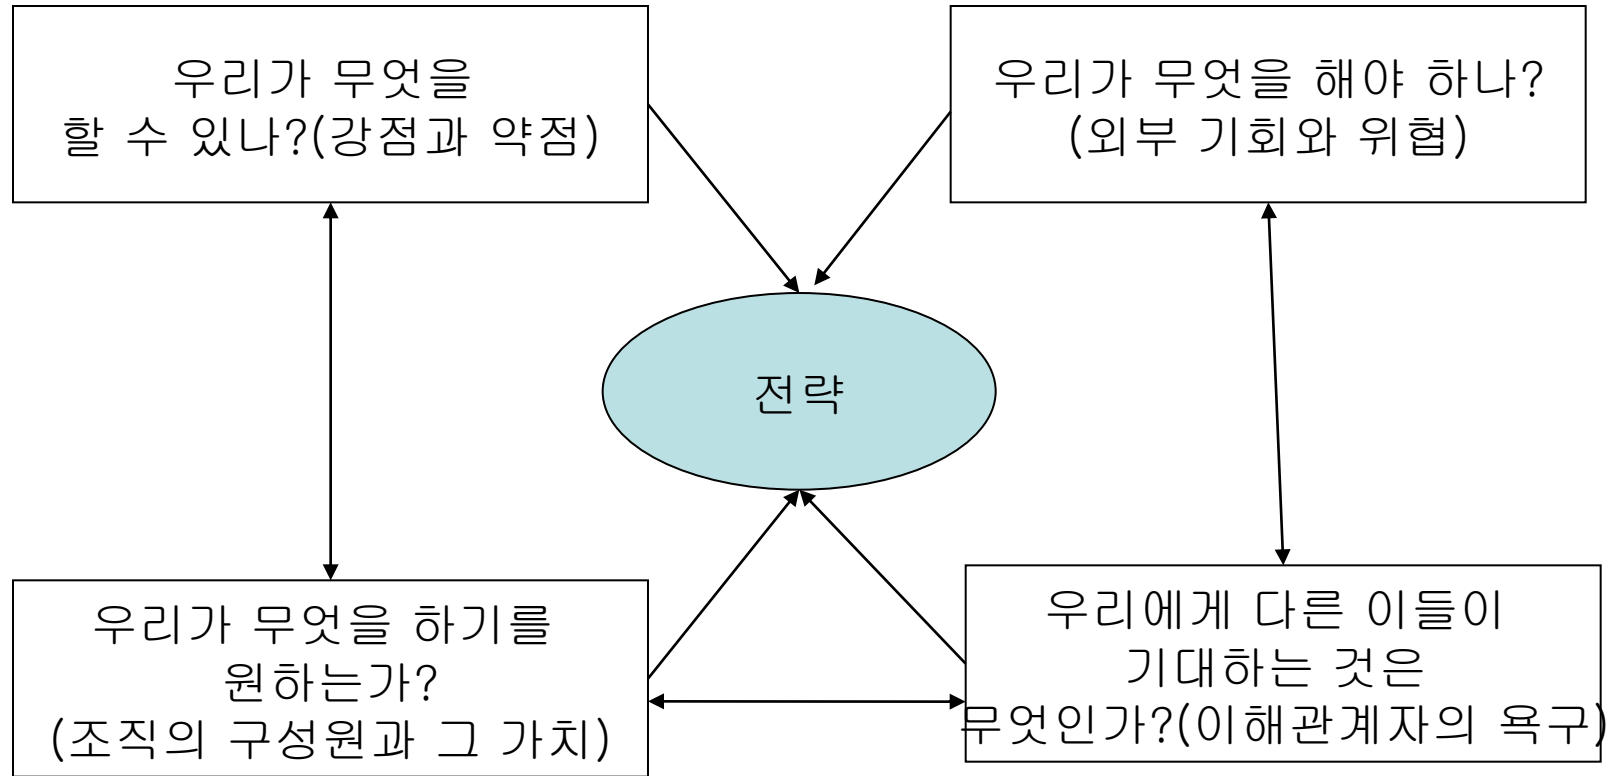 우리가 무엇을
할 수 있나?(강점과 약점)
우리가 무엇을 해야 하나?
(외부 기회와 위협)
전략
우리가 무엇을 하기를
원하는가?
(조직의 구성원과 그 가치)
우리에게 다른 이들이
기대하는 것은
무엇인가?(이해관계자의 욕구)